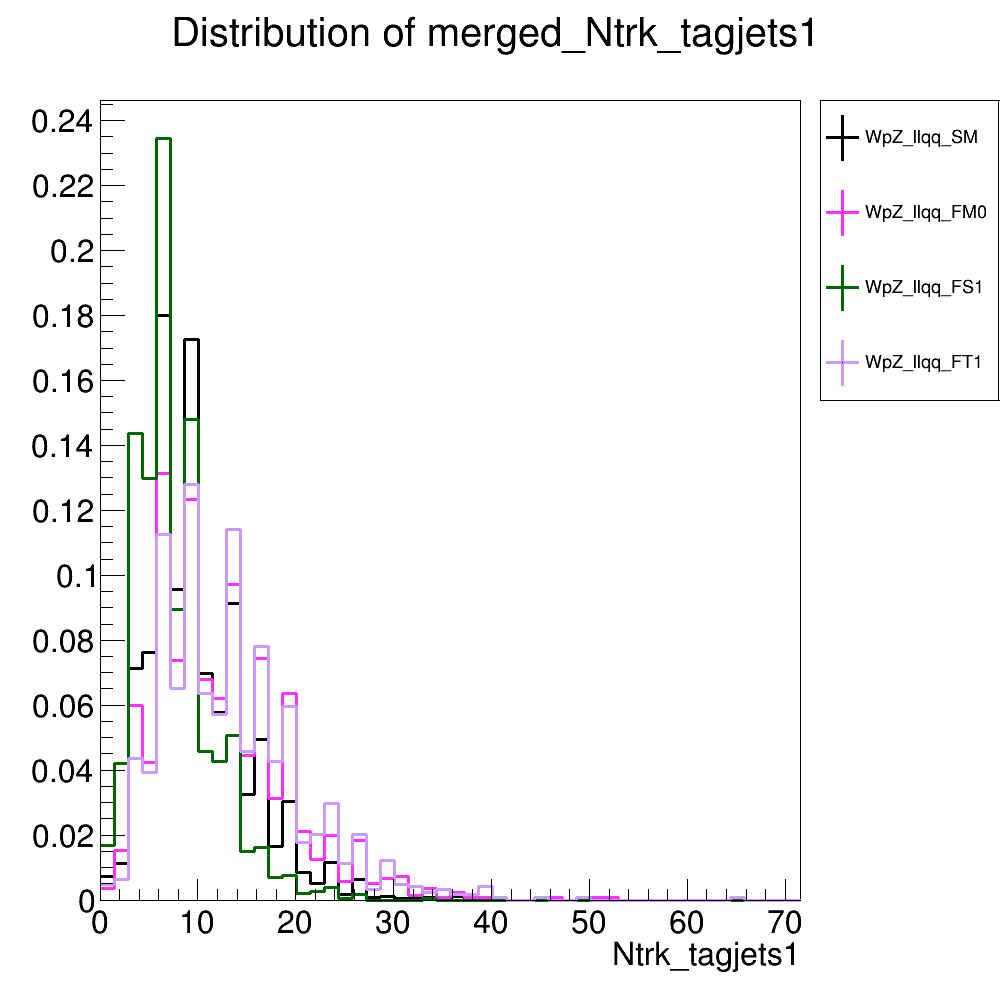 Distribution of merged_Ntrk_tagjets1
0.24
0.22
0.2
0.18
0.16
0.14
0.12
0.1
0.08
0.06
0.04
0.02
0
0 10 20 30 40 50 60 70
Ntrk_tagjets1
WpZ_llqq_SM
WpZ_llqq_FM0
WpZ_llqq_FS1
WpZ_llqq_FT1